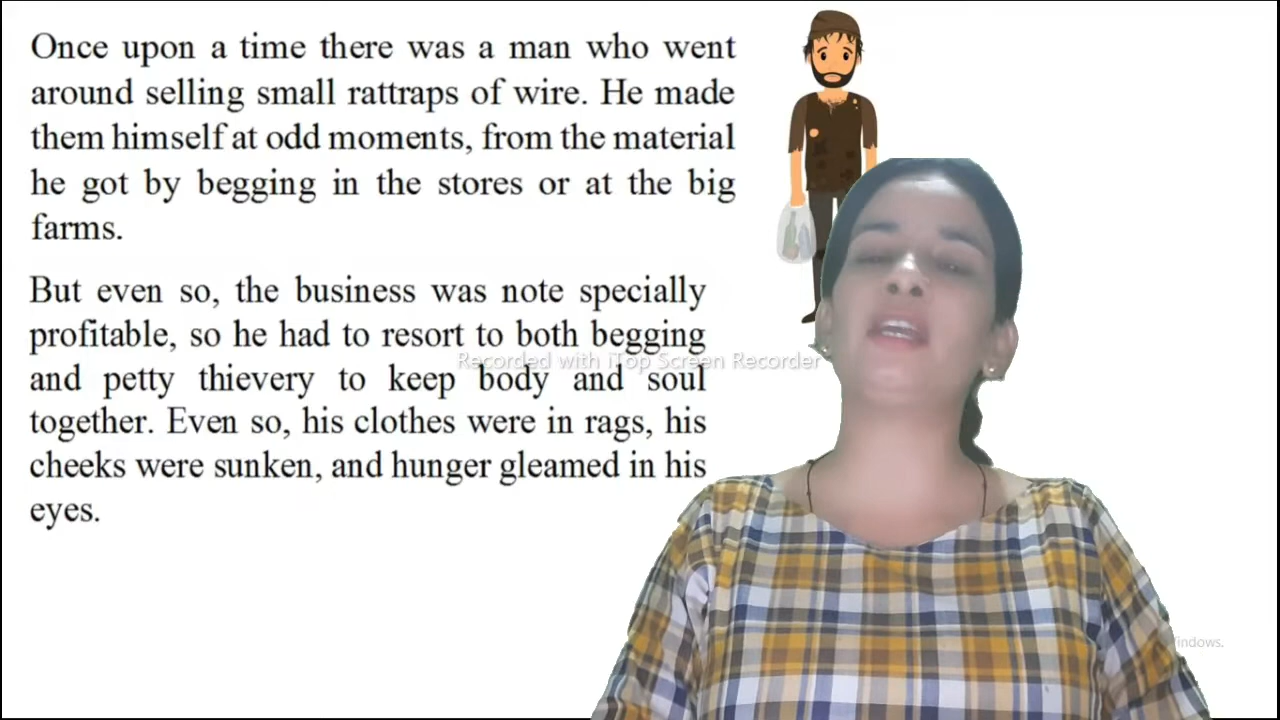 Once upon a time there was a man who went
around selling small rattraps of wire. He made
them himself at odd moments, from the material
he got by begging in the stores or at the big
farms.
But even so, the business was note specially
profitable, so he had to resort to both begging
Recorded with iTop Screen Recorder
and petty thievery to keep body and soul
together. Even so, his clothes were in rags, his
cheeks were sunken, and hunger gleamed in his
eyes.
indows.